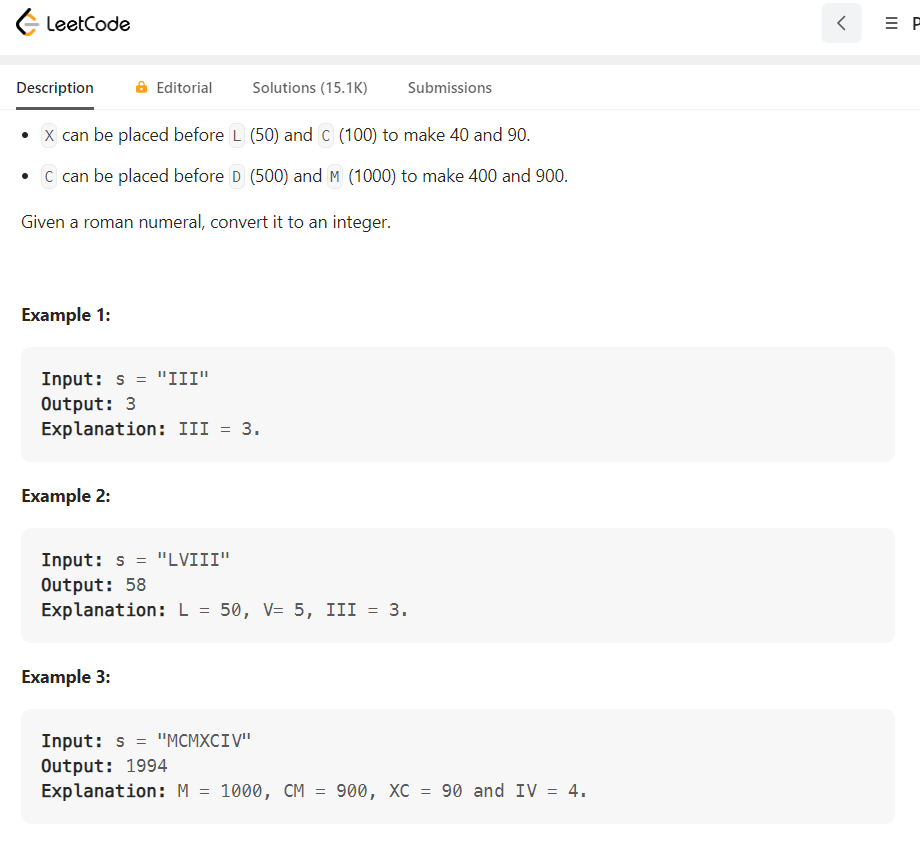 LeetCode
Description Editorial Solutions (15.1K) Submissions
• X can be placed before L (50) and C (100) to make 40 and 90.
• C can be placed before D (500) and M (1000) to make 400 and 900.
Given a roman numeral, convert it to an integer.
Example 1:
Input: s = "III"
Output: 3
Explanation: III = 3.
Example 2:
Input: s = "LVIII"
Output: 58
Explanation: L = 50, V= 5, III = 3.
Example 3:
Input: s = "MCMXCIV"
Output: 1994
Explanation: M = 1000, CM = 900, XC = 90 and IV = 4.